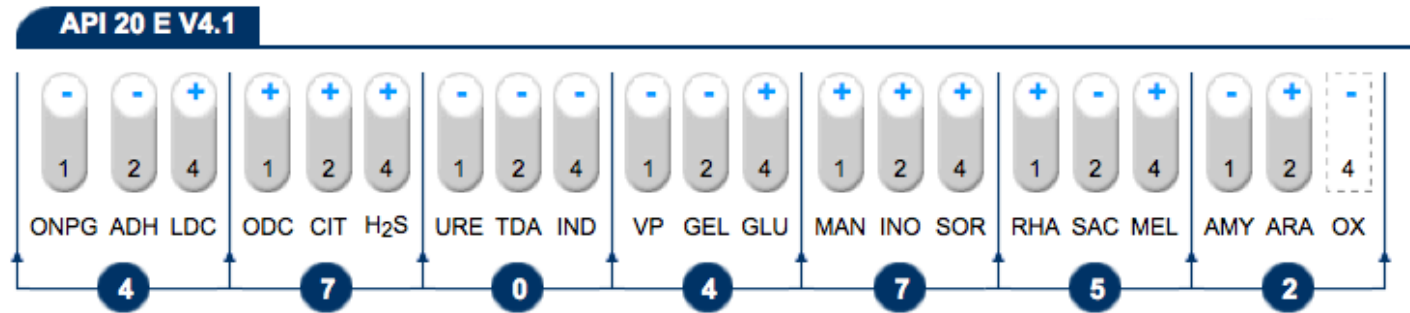 API 20 E V4.1
- - + + + + - - - - - + + + + + - + - + -
1 2 4 1 2 4 1 2 4 1 2 4 1 2 4 1 2 4 1 2 4
ONPG ADH LDC ODC CIT H₂S URE TDA IND VP GEL GLU MAN INO SOR RHA SAC MEL AMY ARA OX
4 7 0 4 7 5 2